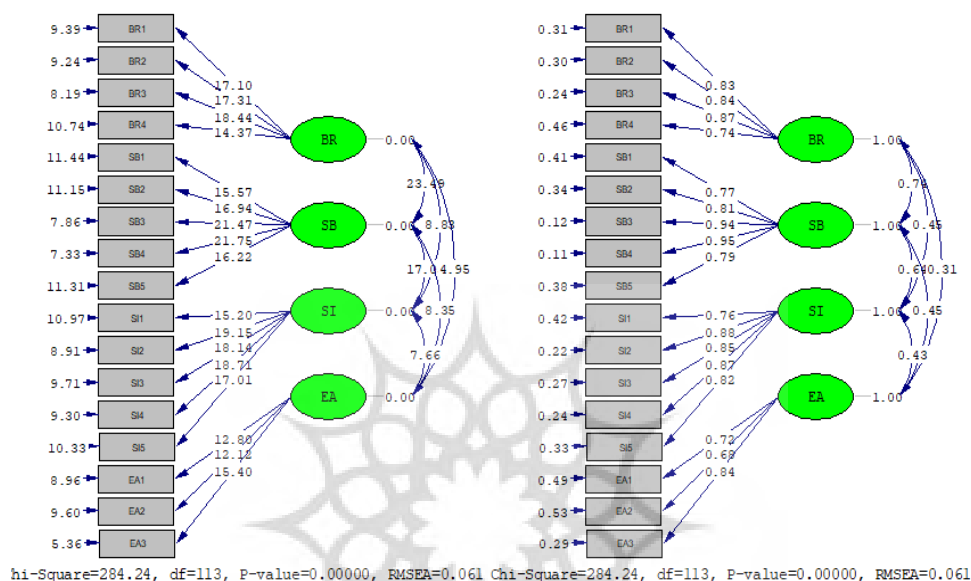 9.39 BR1
9.24 BR2
8.19 BR3
10.74 BR4
11.44 SB1
11.15 SB2
7.86 SB3
7.33 SB4
11.31 SB5
10.97 SI1
8.91 SI2
9.71 SI3
9.30 SI4
10.33 SI5
8.96 EA1
9.60 EA2
5.36 EA3
17.10
17.31
18.44
14.37
15.57
16.94
21.47
21.75
16.22
15.20
19.15
18.14
18.71
17.01
12.80
12.12
15.40
BR 0.00
SB 0.00
SI 0.00
EA 0.00
23.49
8.83
4.95
8.35
7.66
0.31 BR1
0.30 BR2
0.24 BR3
0.46 BR4
0.41 SB1
0.34 SB2
0.12 SB3
0.11 SB4
0.38 SB5
0.42 SI1
0.22 SI2
0.27 SI3
0.24 SI4
0.33 SI5
0.49 EA1
0.53 EA2
0.29 EA3
0.83
0.84
0.87
0.74
0.77
0.81
0.94
0.95
0.79
0.76
0.88
0.85
0.87
0.82
0.72
0.68
0.84
BR 1.00
SB 1.00
SI 1.00
EA 1.00
0.45
0.31
0.45
0.43
hi-Square=284.24, df=113, P-value=0.00000, RMSEA=0.061
Chi-Square=284.24, df=113, P-value=0.00000, RMSEA=0.061